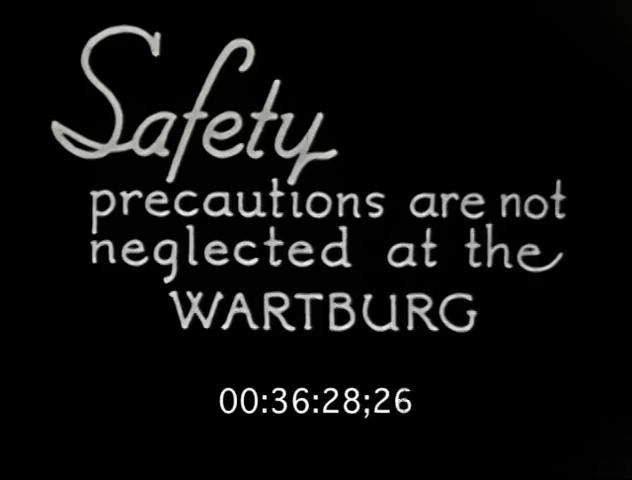 Safety
precautions are not
neglected at the
WARTBURG
00:36:28;26